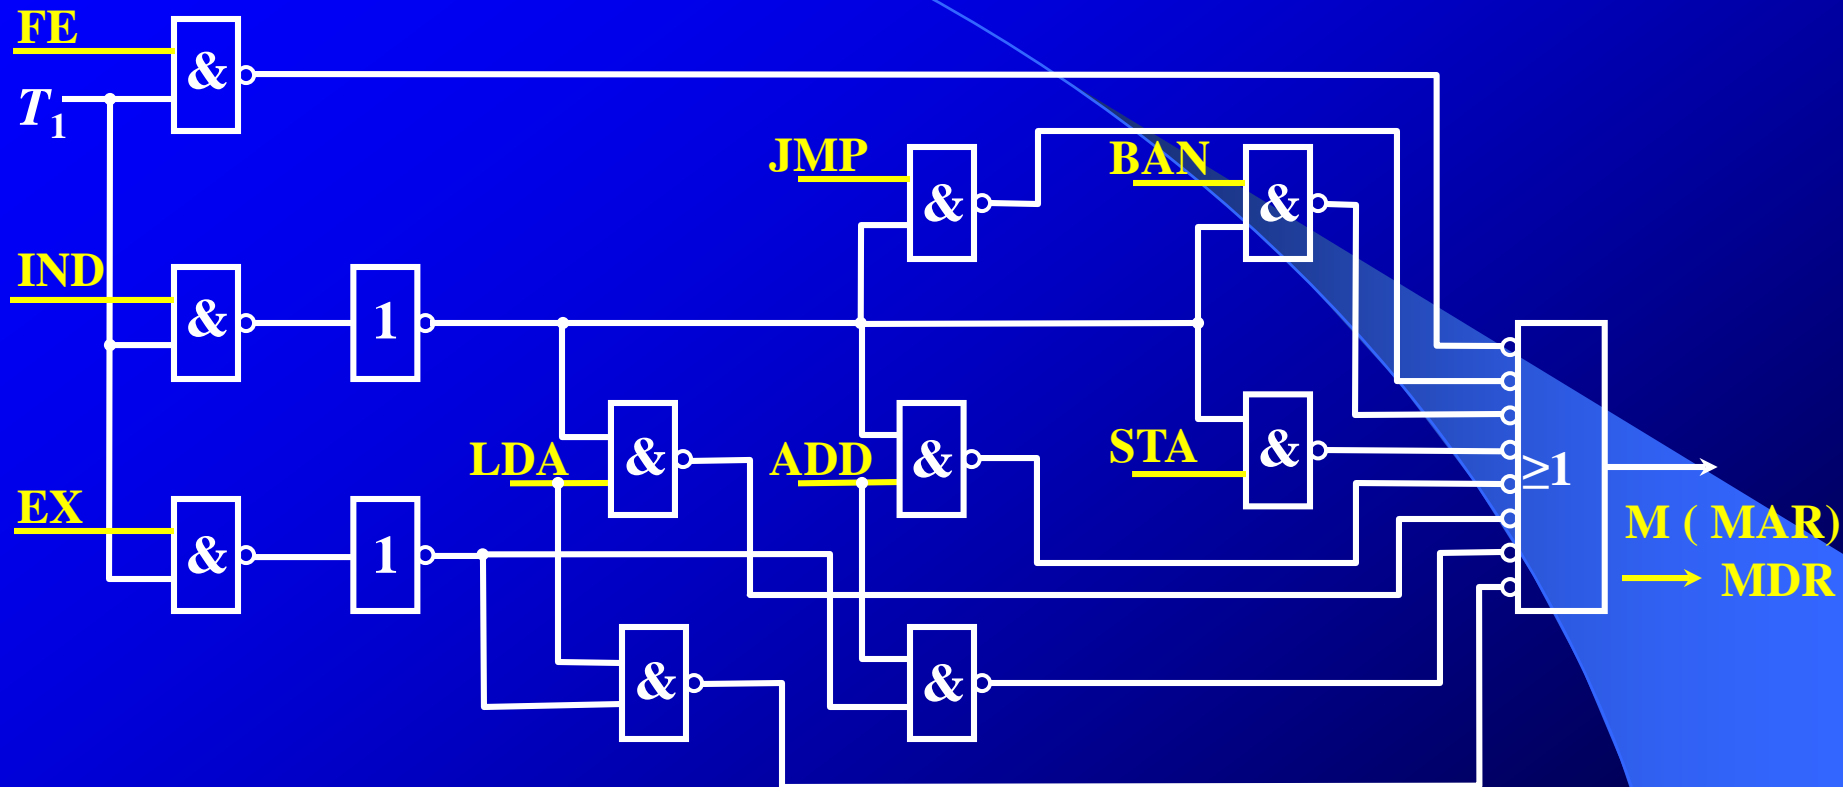 FE
&
T1
JMP
BAN
&
&
IND
&
1
LDA
&
ADD
&
STA
&
≥1
EX
&
1
M ( MAR)
→ MDR
&
&